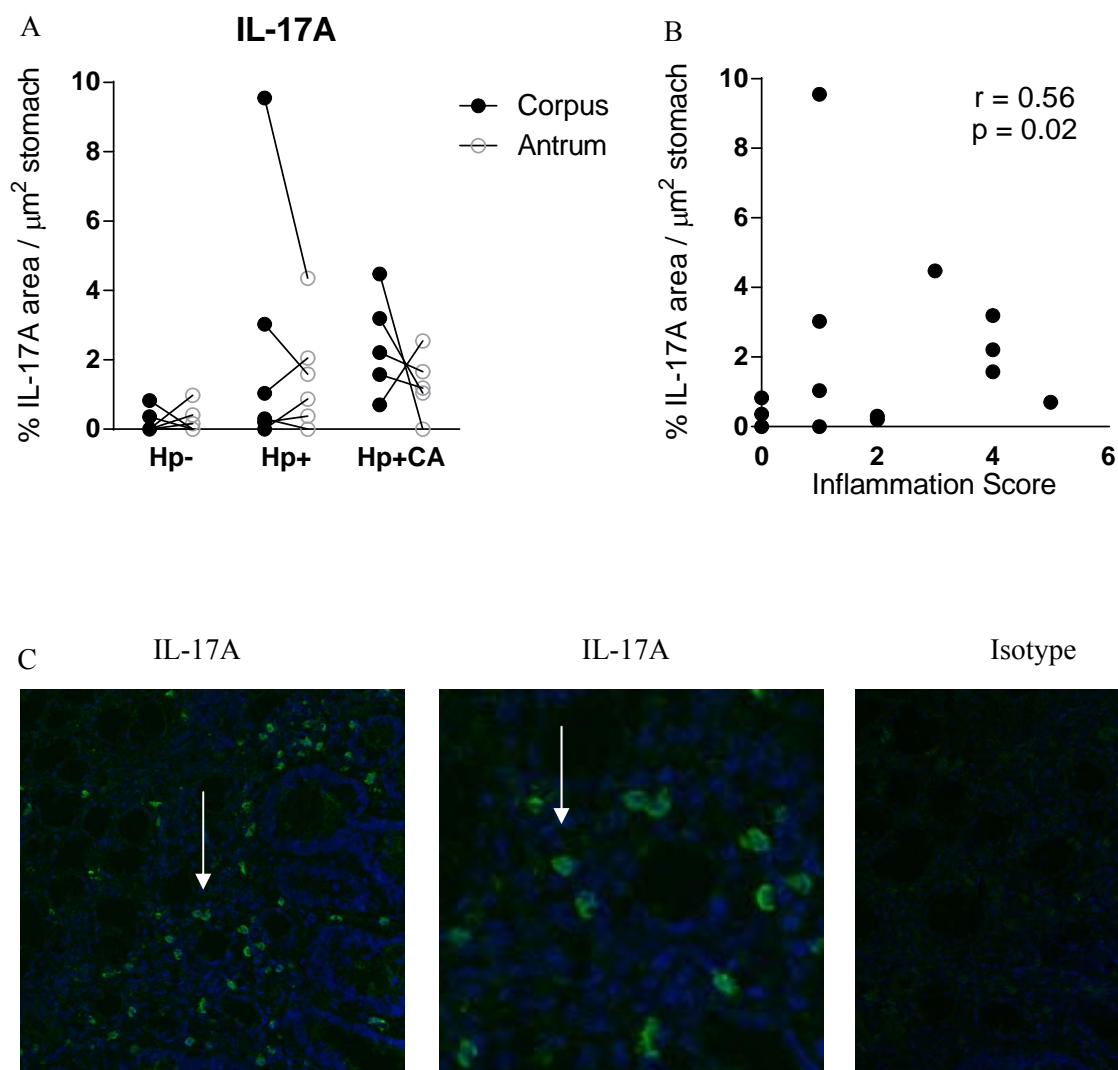 A
IL-17A
% IL-17A area / μm² stomach
10
8
6
4
2
0
Hp-
Hp+
Hp+CA
Corpus
Antrum
B
% IL-17A area / μm² stomach
10
8
6
4
2
0
r = 0.56
p = 0.02
0 2 4 6
Inflammation Score
C
IL-17A
IL-17A
Isotype